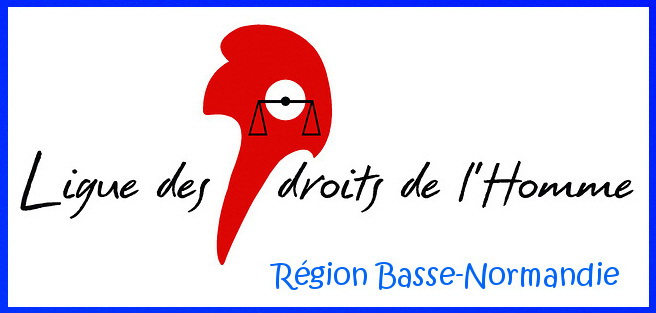 Ligue des droits de l'Homme
Région Basse-Normandie